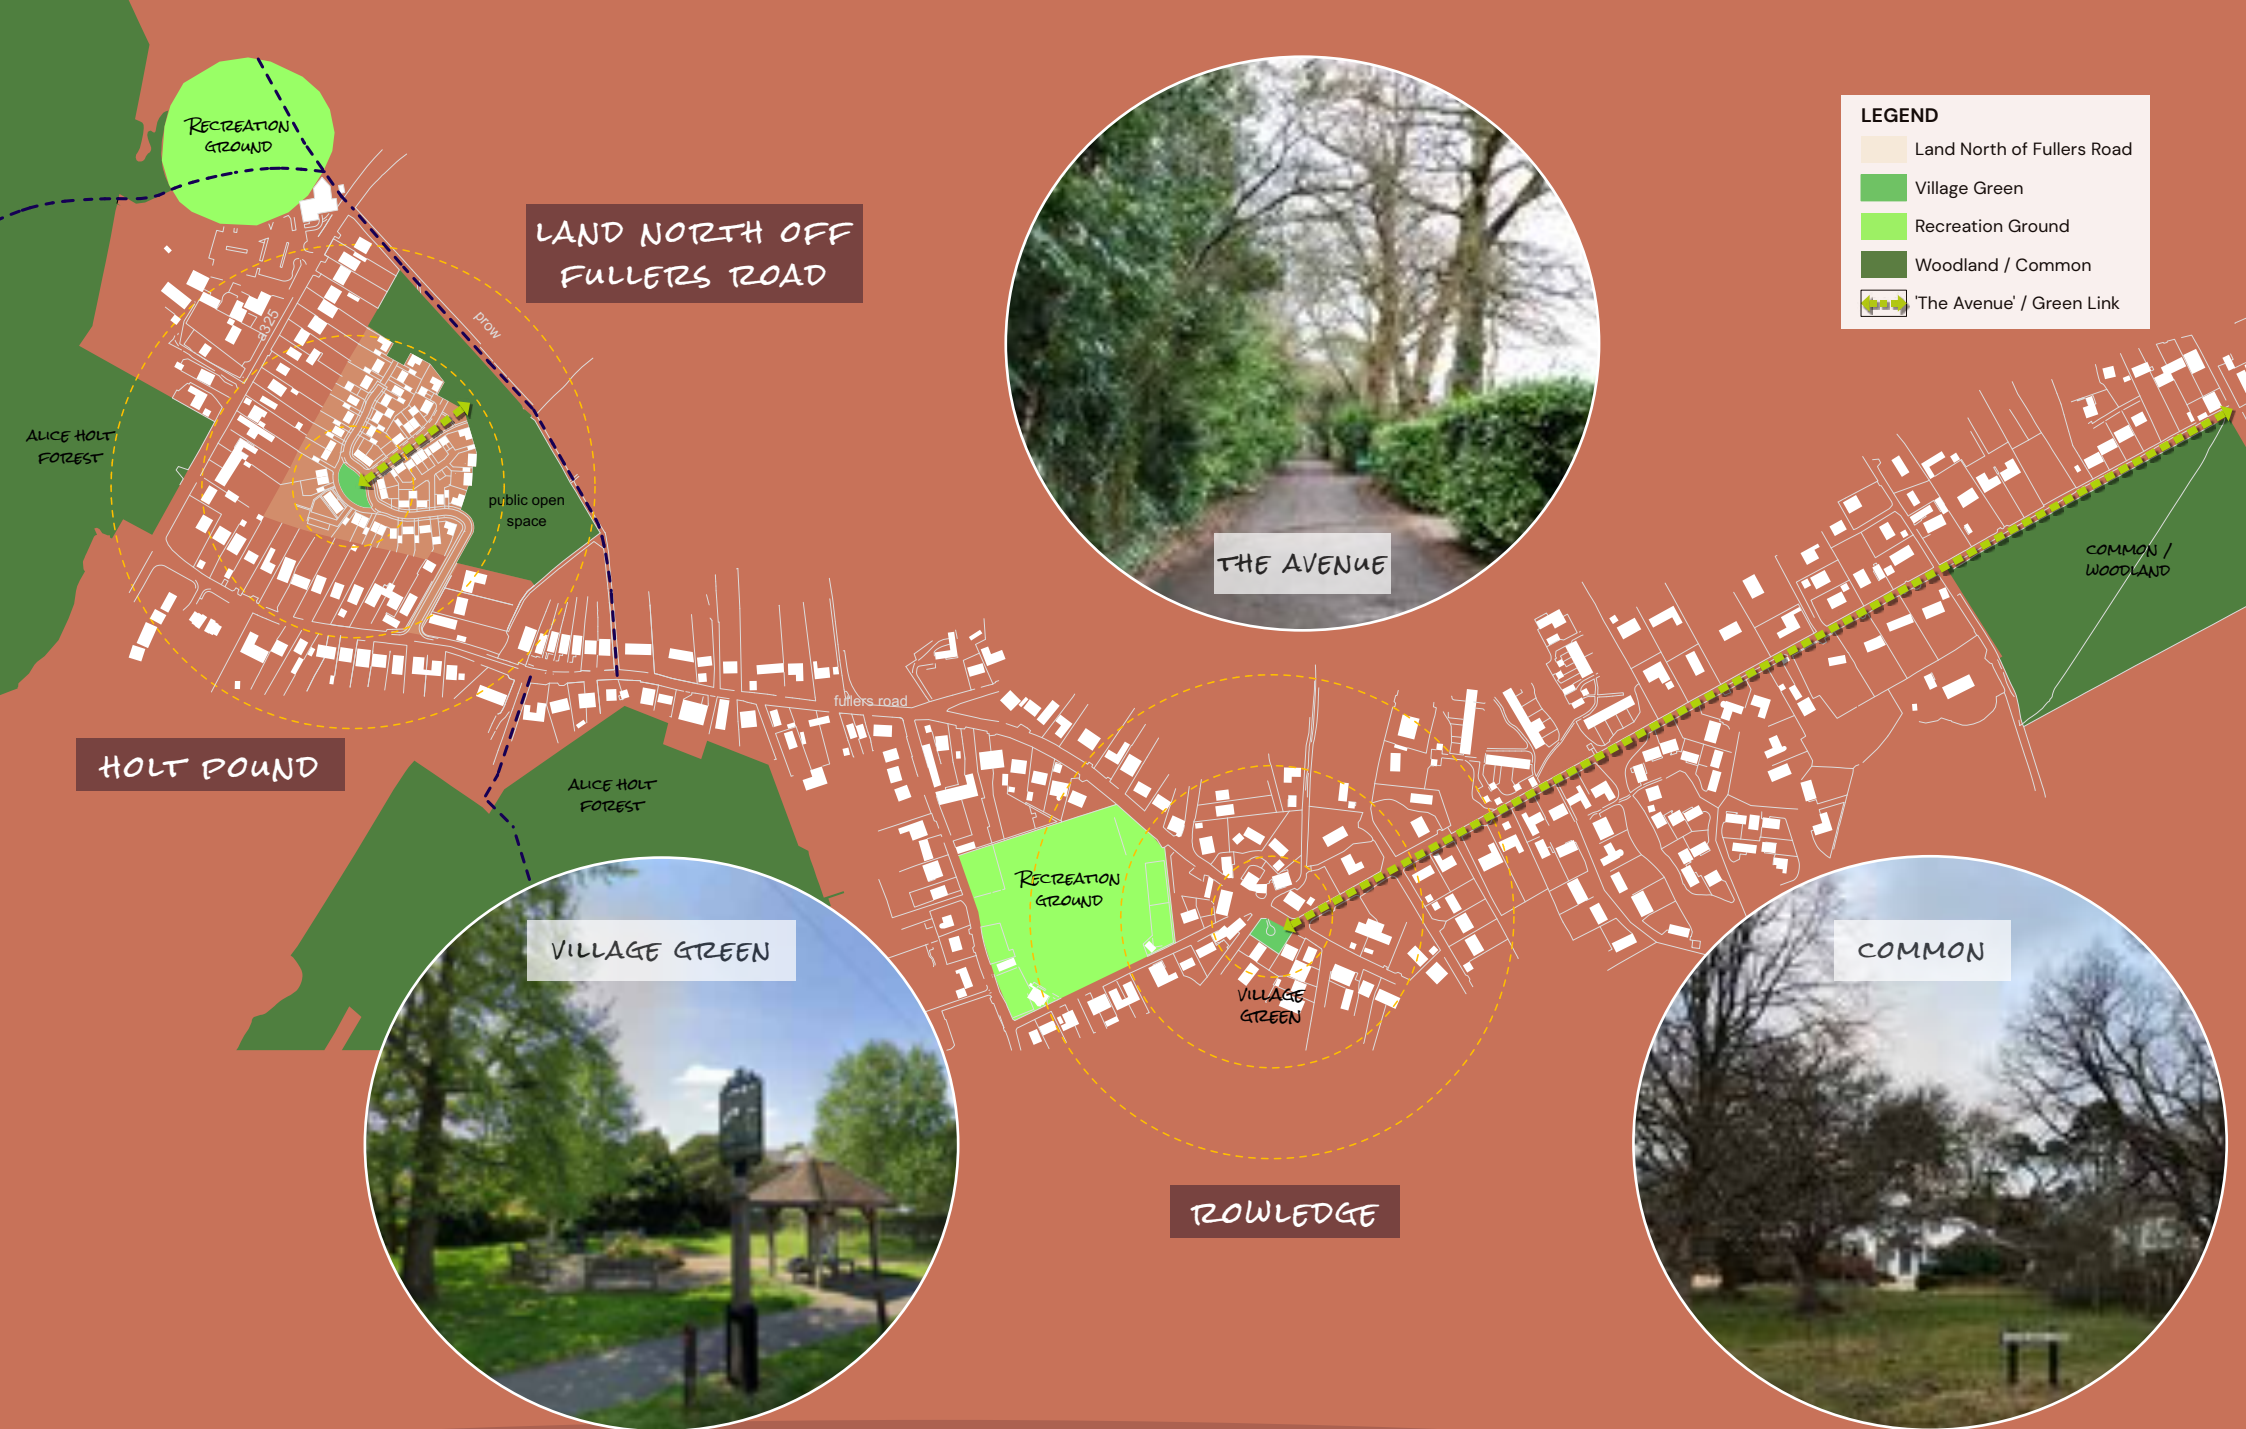 RECREATION
GROUND
LAND NORTH OFF
FULLERS ROAD
LEGEND
Land North of Fullers Road
Village Green
Recreation Ground
Woodland / Common
'The Avenue' / Green Link
a325
prow
ALICE HOLT
FOREST
public open
space
THE AVENUE
COMMON /
WOODLAND
fullers road
HOLT POUND
ALICE HOLT
FOREST
RECREATION
GROUND
VILLAGE GREEN
COMMON
VILLAGE
GREEN
ROWLEDGE